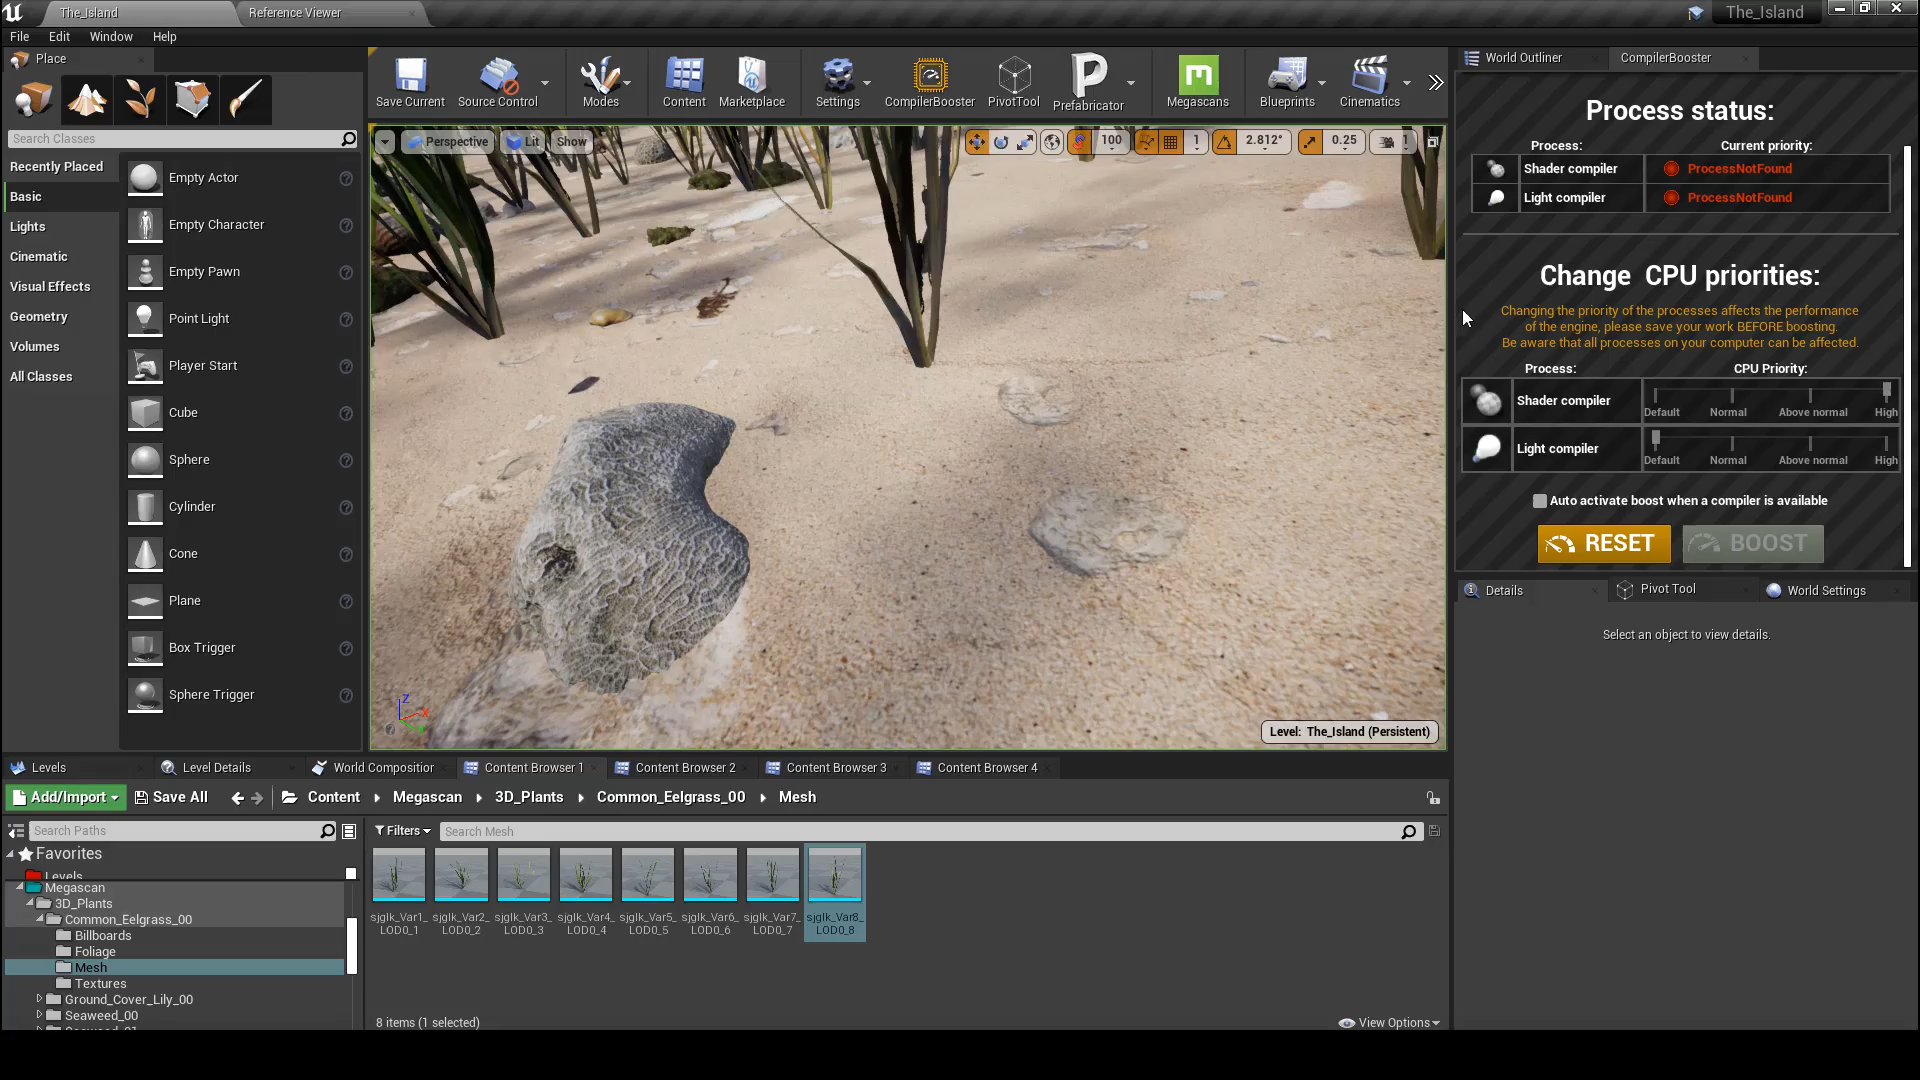 The_Island
Reference Viewer
The_Island
File Edit Window Help
Place
Search Classes
Recently Placed
Basic
Lights
Cinematic
Visual Effects
Geometry
Volumes
All Classes
Empty Actor
Empty Character
Empty Pawn
Point Light
Player Start
Cube
Sphere
Cylinder
Cone
Plane
Box Trigger
Sphere Trigger
Save Current
Source Control
Modes
Content
Marketplace
Settings
CompilerBooster
PivotTool
Prefabricator
Megascans
Blueprints
Cinematics
Perspective
Lit
Show
100
1
2.812°
0.25
Z
X
Level: The_Island (Persistent)
World Outliner
CompilerBooster
Process status:
Process: Current priority:
Shader compiler ProcessNotFound
Light compiler ProcessNotFound
Change CPU priorities:
Changing the priority of the processes affects the performance
of the engine, please save your work BEFORE boosting.
Be aware that all processes on your computer can be affected.
Process: CPU Priority:
Shader compiler
Default Normal Above normal High
Light compiler
Default Normal Above normal High
Auto activate boost when a compiler is available
RESET BOOST
Details
Pivot Tool
World Settings
Select an object to view details.
Levels
Level Details
World Composition
Content Browser 1
Content Browser 2
Content Browser 3
Content Browser 4
Add/Import
Save All
Content
Megascan
3D_Plants
Common_Eelgrass_00
Mesh
Search Paths
Favorites
Levels
Megascan
3D_Plants
Common_Eelgrass_00
Billboards
Foliage
Mesh
Textures
Ground_Cover_Lily_00
Seaweed_00
Filters
Search Mesh
sjglk_Var1_
LOD0_1
sjglk_Var2_
LOD0_2
sjglk_Var3_
LOD0_3
sjglk_Var4_
LOD0_4
sjglk_Var5_
LOD0_5
sjglk_Var6_
LOD0_6
sjglk_Var7_
LOD0_7
sjglk_Var8_
LOD0_8
8 items (1 selected)
View Options